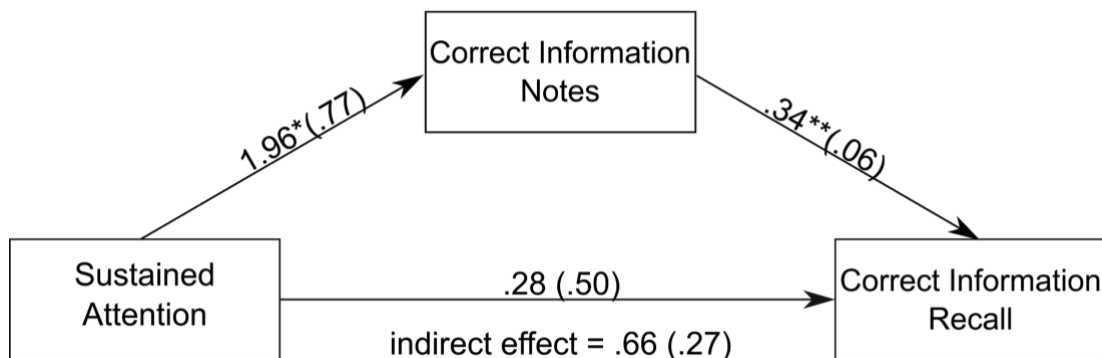 Correct Information
Notes
1.96*(.77)
.34**(.06)
Sustained
Attention
.28 (.50)
Correct Information
Recall
indirect effect = .66 (.27)